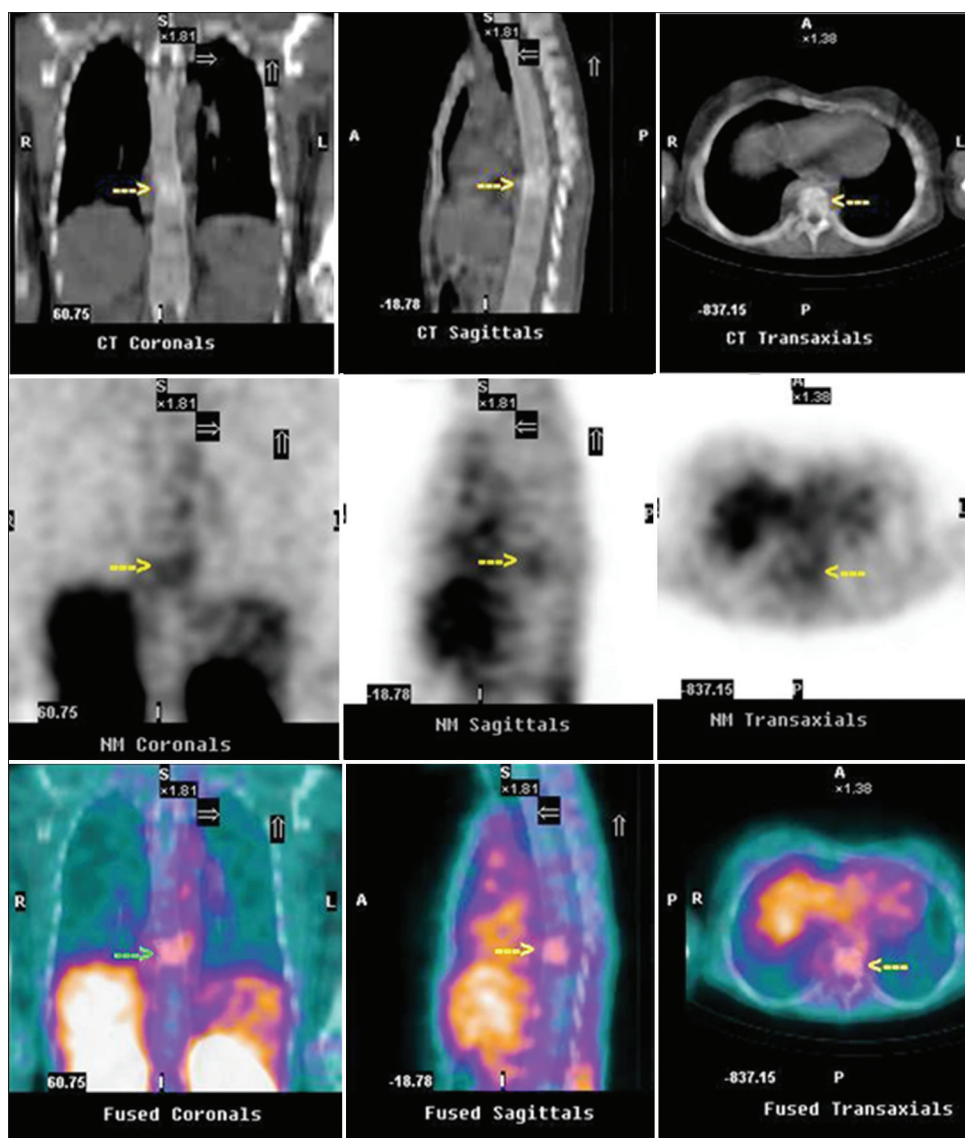 S
×1.81
⇒
⇑
R
L
60.75
I
CT Coronals
S
×1.81
⇐
⇑
A
P
-18.78
I
CT Sagittals
A
×1.38
R
L
-837.15
P
CT Transaxials
S
×1.81
⇒
⇑
60.75
I
NM Coronals
S
×1.81
⇐
⇑
P
-18.78
I
NM Sagittals
A
×1.38
L
-837.15
P
NM Transaxials
S
×1.81
⇒
⇑
R
L
60.75
I
Fused Coronals
S
×1.81
⇐
⇑
A
P
-18.78
I
Fused Sagittals
A
×1.38
R
-837.15
P
Fused Transaxials